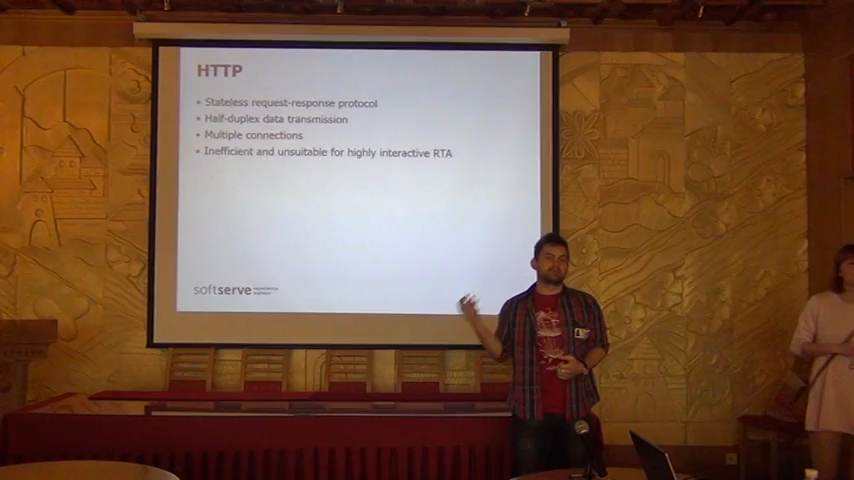 HTTP
• Stateless request-response protocol
• Half-duplex data transmission
• Multiple connections
• Inefficient and unsuitable for highly interactive RTA
softserve